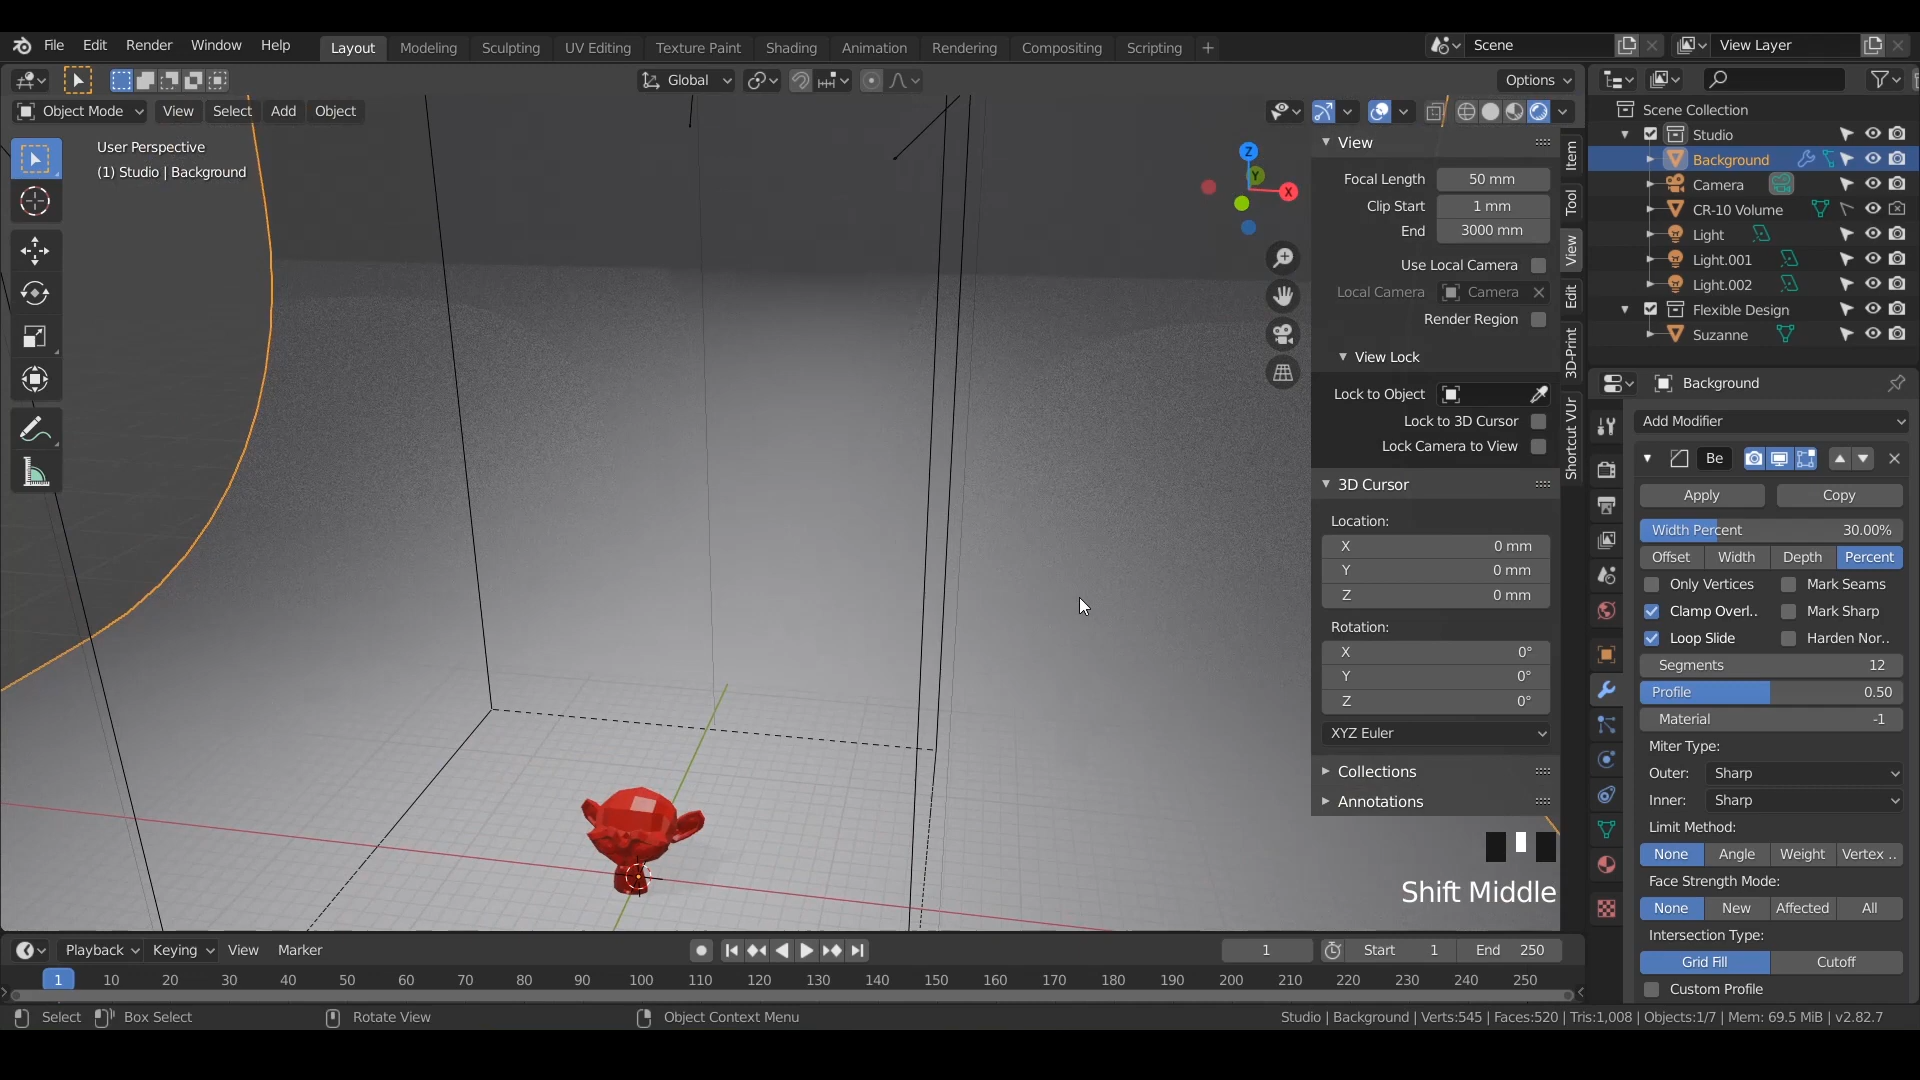 File Edit Render Window Help Layout Modeling Sculpting UV Editing Texture Paint Shading Animation Rendering Compositing Scripting + Scene View Layer
Global Options
Object Mode View Select Add Object
User Perspective
(1) Studio | Background
Z
Y
X
View
Focal Length 50 mm
Clip Start 1 mm
End 3000 mm
Use Local Camera
Local Camera Camera
Render Region
View Lock
Lock to Object
Lock to 3D Cursor
Lock Camera to View
3D Cursor
Location:
X 0 mm
Y 0 mm
Z 0 mm
Rotation:
X 0°
Y 0°
Z 0°
XYZ Euler
Collections
Annotations
Item
Tool
View
Edit
3D-Print
Shortcut VUr
Shift Middle
Scene Collection
Studio
Background
Camera
CR-10 Volume
Light
Light.001
Light.002
Flexible Design
Suzanne
Background
Add Modifier
Be
Apply Copy
Width Percent 30.00%
Offset Width Depth Percent
Only Vertices Mark Seams
Clamp Overl.. Mark Sharp
Loop Slide Harden Nor..
Segments 12
Profile 0.50
Material -1
Miter Type:
Outer: Sharp
Inner: Sharp
Limit Method:
None Angle Weight Vertex ..
Face Strength Mode:
None New Affected All
Intersection Type:
Grid Fill Cutoff
Custom Profile
Playback Keying View Marker 1 Start 1 End 250
1 10 20 30 40 50 60 70 80 90 100 110 120 130 140 150 160 170 180 190 200 210 220 230 240 250
Select Box Select Rotate View Object Context Menu Studio | Background | Verts:545 | Faces:520 | Tris:1,008 | Objects:1/7 | Mem: 69.5 MiB | v2.82.7